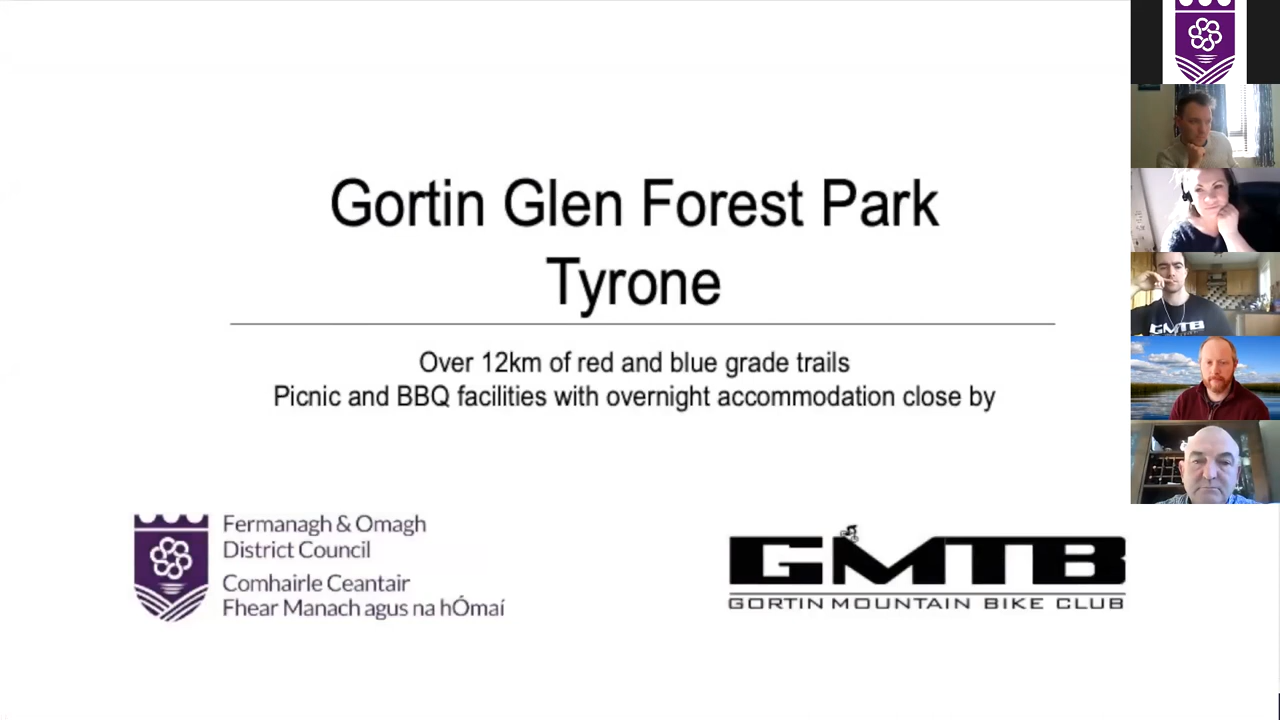 Gortin Glen Forest Park
Tyrone
Over 12km of red and blue grade trails
Picnic and BBQ facilities with overnight accommodation close by
Fermanagh & Omagh
District Council
Comhairle Ceantair
Fhear Manach agus na hÓmaí
GMTB
GORTIN MOUNTAIN BIKE CLUB
GMTB